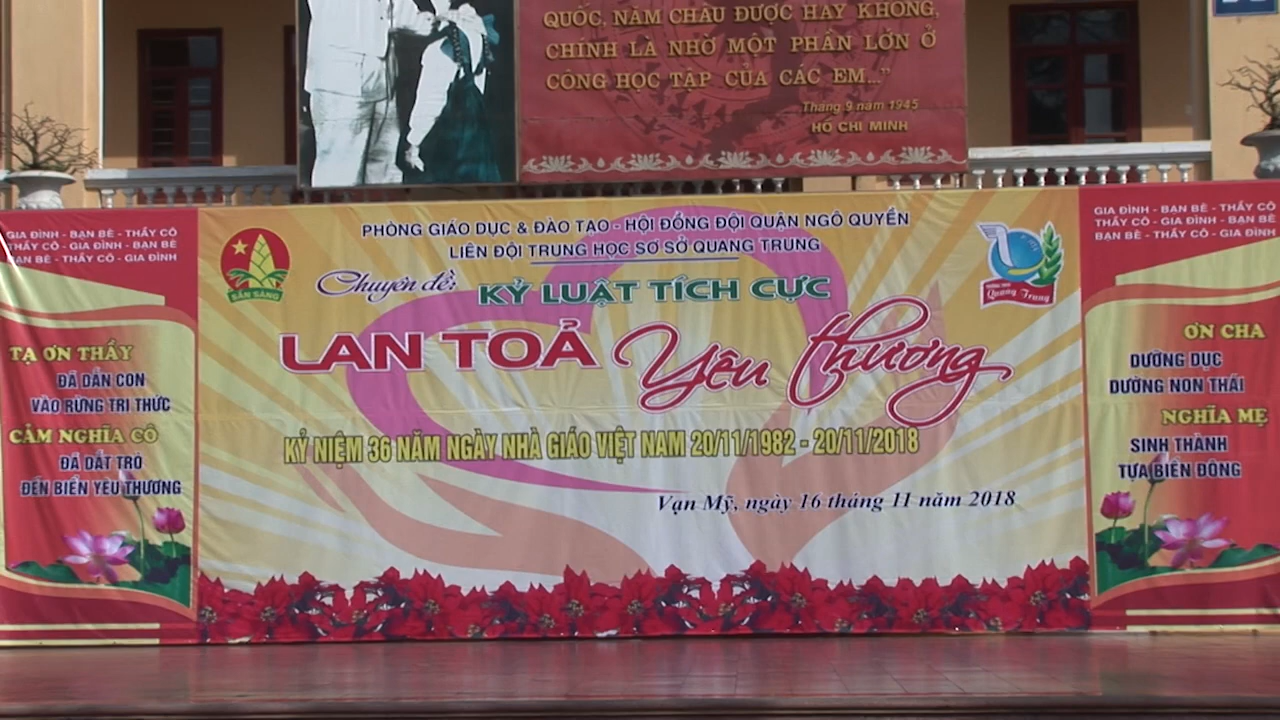 QUỐC, NĂM CHÂU ĐƯỢC HAY KHÔNG,
CHÍNH LÀ NHỜ MỘT PHẦN LỚN Ở
CÔNG HỌC TẬP CỦA CÁC EM..."
Tháng 9 năm 1945
HỒ CHÍ MINH
GIA ĐÌNH - BẠN BÈ - THẦY CÔ
THẦY CÔ - GIA ĐÌNH - BẠN BÈ
BẠN BÈ - THẦY CÔ - GIA ĐÌNH
TẠ ƠN THẦY
ĐÃ DẪN CON
VÀO RỪNG TRI THỨC
CẢM NGHĨA CÔ
ĐÃ DẮT TRÒ
ĐẾN BIỂN YÊU THƯƠNG
SẴN SÀNG
PHÒNG GIÁO DỤC & ĐÀO TẠO - HỘI ĐỒNG ĐỘI QUẬN NGÔ QUYỀN
LIÊN ĐỘI TRUNG HỌC SƠ SỞ QUANG TRUNG
Chuyên đề:
KỶ LUẬT TÍCH CỰC
LAN TOẢ Yêu thương
KỶ NIỆM 36 NĂM NGÀY NHÀ GIÁO VIỆT NAM 20/11/1982 - 20/11/2018
Vạn Mỹ, ngày 16 tháng 11 năm 2018
Quang Trung
GIA ĐÌNH - BẠN BÈ - THẦY CÔ
THẦY CÔ - GIA ĐÌNH - BẠN BÈ
BẠN BÈ - THẦY CÔ - GIA ĐÌNH
ƠN CHA
DƯỠNG DỤC
DƯỜNG NON THÁI
NGHĨA MẸ
SINH THÀNH
TỰA BIỂN ĐÔNG